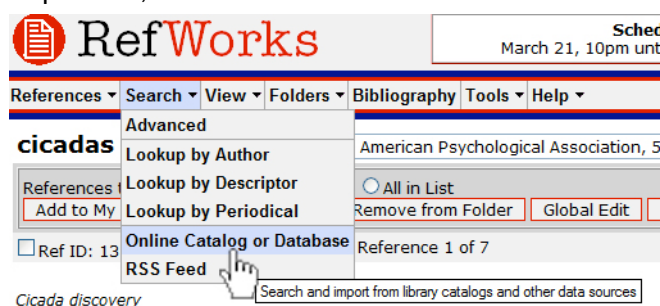 RefWorks
Sched
March 21, 10pm unt
References Search View Folders Bibliography Tools Help
Advanced
cicadas
American Psychological Association, 5
Lookup by Author
References t
Lookup by Descriptor
All in List
Add to My
Lookup by Periodical
Remove from Folder
Global Edit
Ref ID: 13
Online Catalog or Database
Reference 1 of 7
RSS Feed
Search and import from library catalogs and other data sources
Cicada discovery